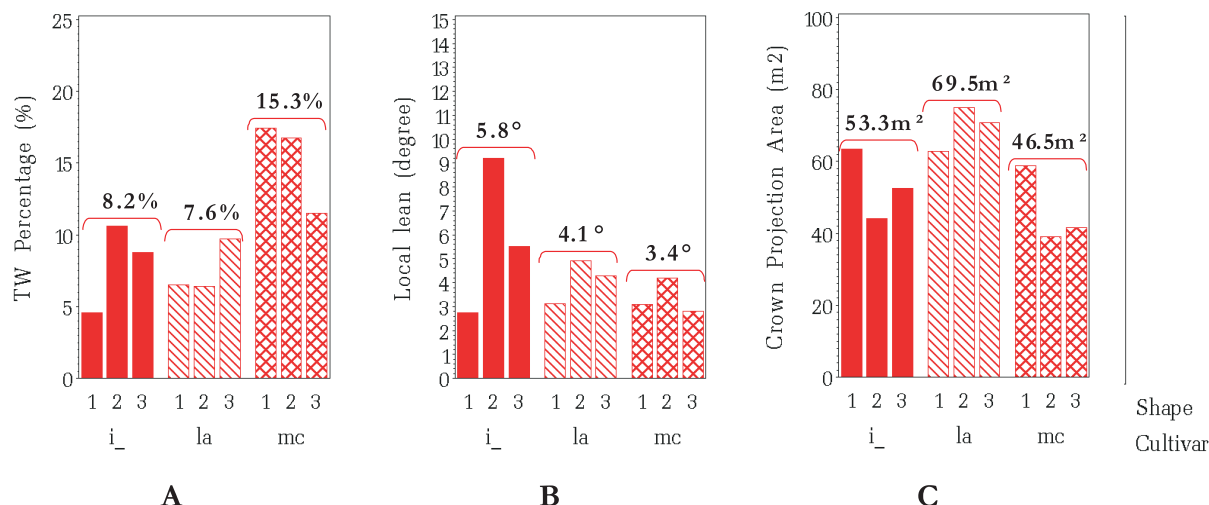 TW Percentage (%)
25
20
15
10
5
0
8.2%
7.6%
15.3%
1 2 3 1 2 3 1 2 3
i_ la mc
A
Local lean (degree)
15
14
13
12
11
10
9
8
7
6
5
4
3
2
1
0
5.8°
4.1°
3.4°
1 2 3 1 2 3 1 2 3
i_ la mc
B
Crown Projection Area (m2)
100
80
60
40
20
0
53.3m²
69.5m²
46.5m²
1 2 3 1 2 3 1 2 3
i_ la mc
C
Shape
Cultivar